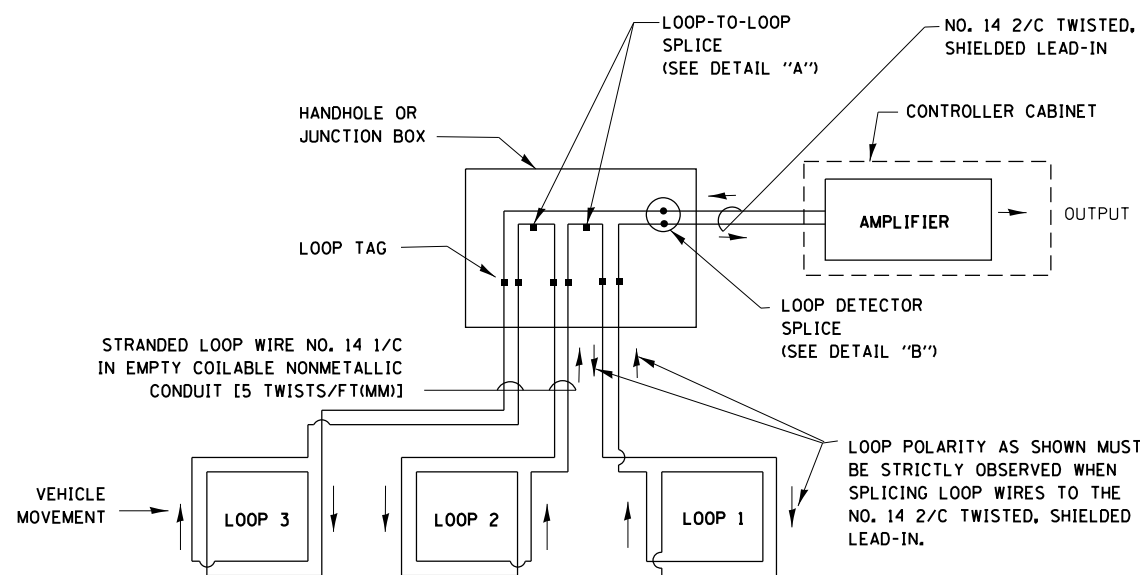 LOOP-TO-LOOP
SPLICE
(SEE DETAIL "A")
NO. 14 2/C TWISTED,
SHIELDED LEAD-IN
HANDHOLE OR
JUNCTION BOX
CONTROLLER CABINET
AMPLIFIER
OUTPUT
LOOP TAG
LOOP DETECTOR
SPLICE
(SEE DETAIL "B")
STRANDED LOOP WIRE NO. 14 1/C
IN EMPTY COILABLE NONMETALLIC
CONDUIT [5 TWISTS/FT(MM)]
LOOP POLARITY AS SHOWN MUST
BE STRICTLY OBSERVED WHEN
SPLICING LOOP WIRES TO THE
NO. 14 2/C TWISTED, SHIELDED
LEAD-IN.
VEHICLE
MOVEMENT
LOOP 3
LOOP 2
LOOP 1